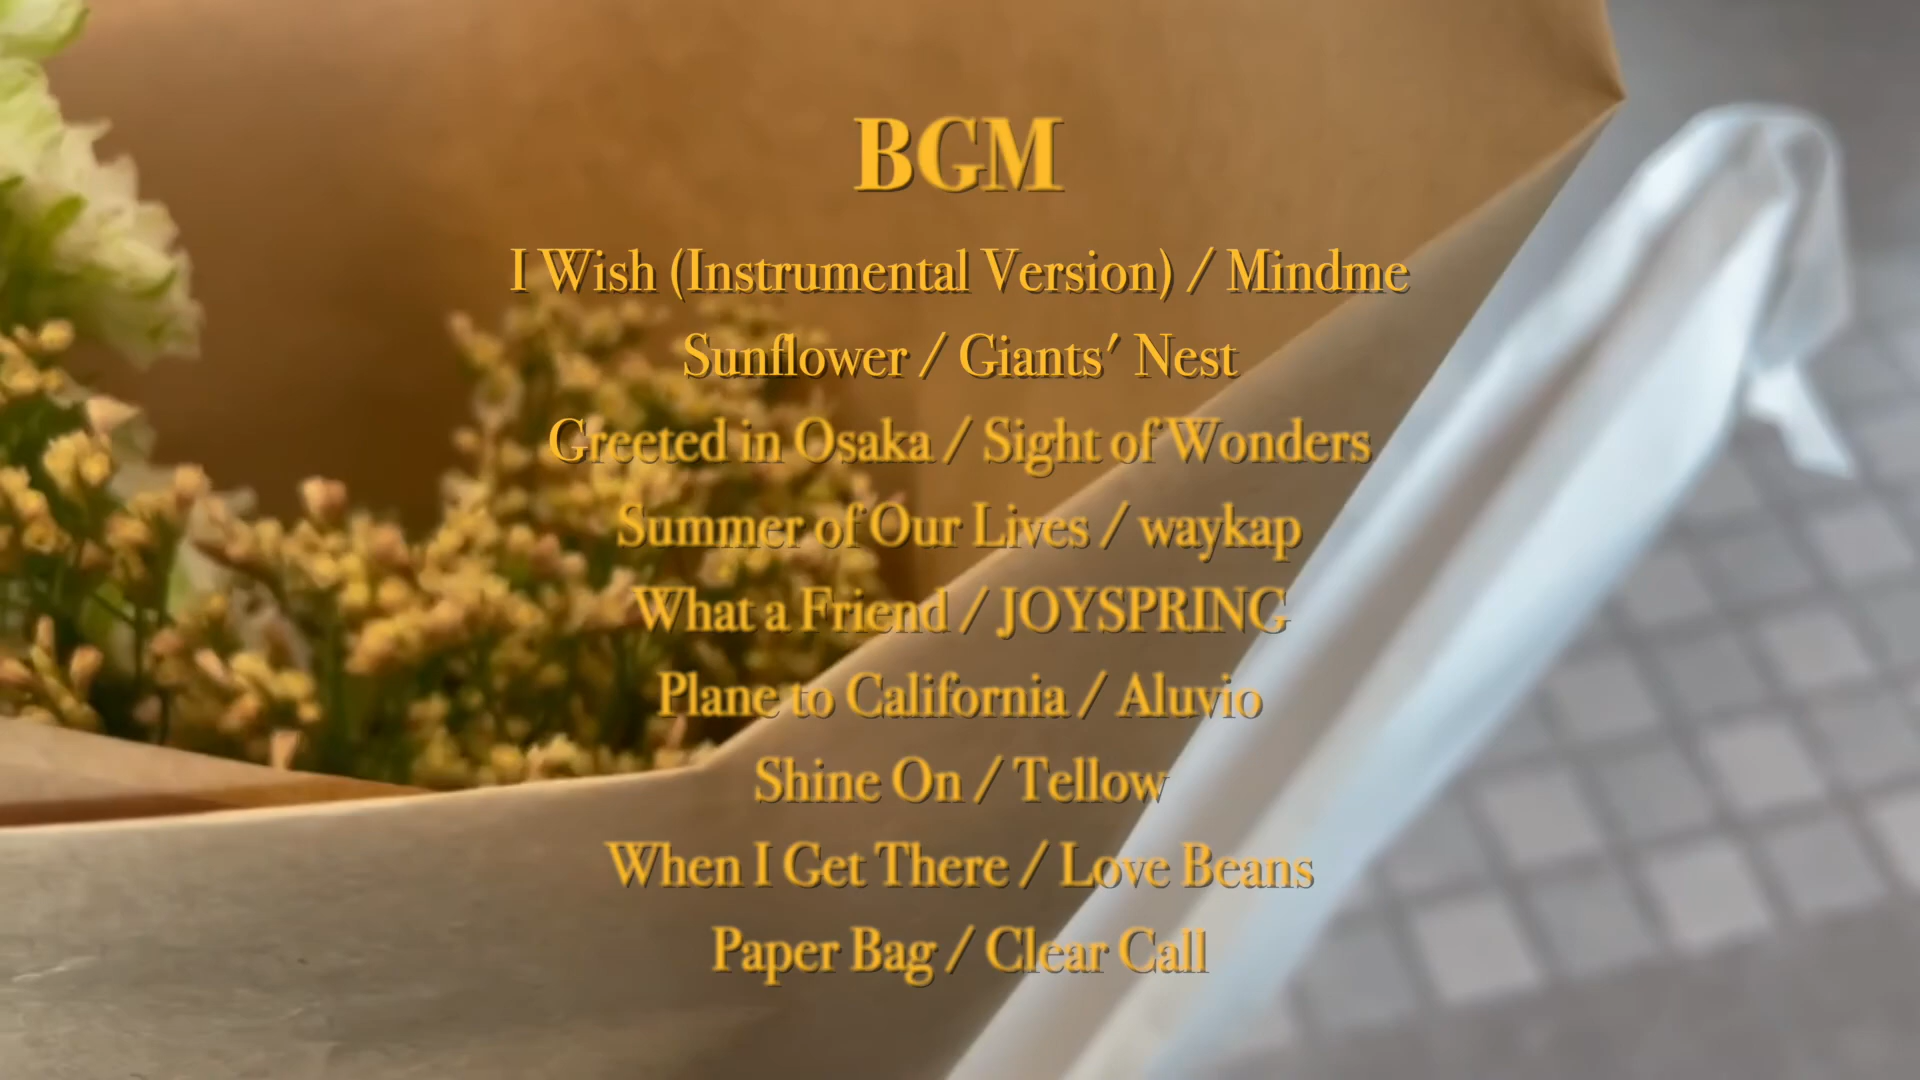 BGM
I Wish (Instrumental Version) / Mindme
Sunflower / Giants' Nest
Greeted in Osaka / Sight of Wonders
Summer of Our Lives / waykap
What a Friend / JOYSPRING
Plane to California / Aluvio
Shine On / Tellow
When I Get There / Love Beans
Paper Bag / Clear Call